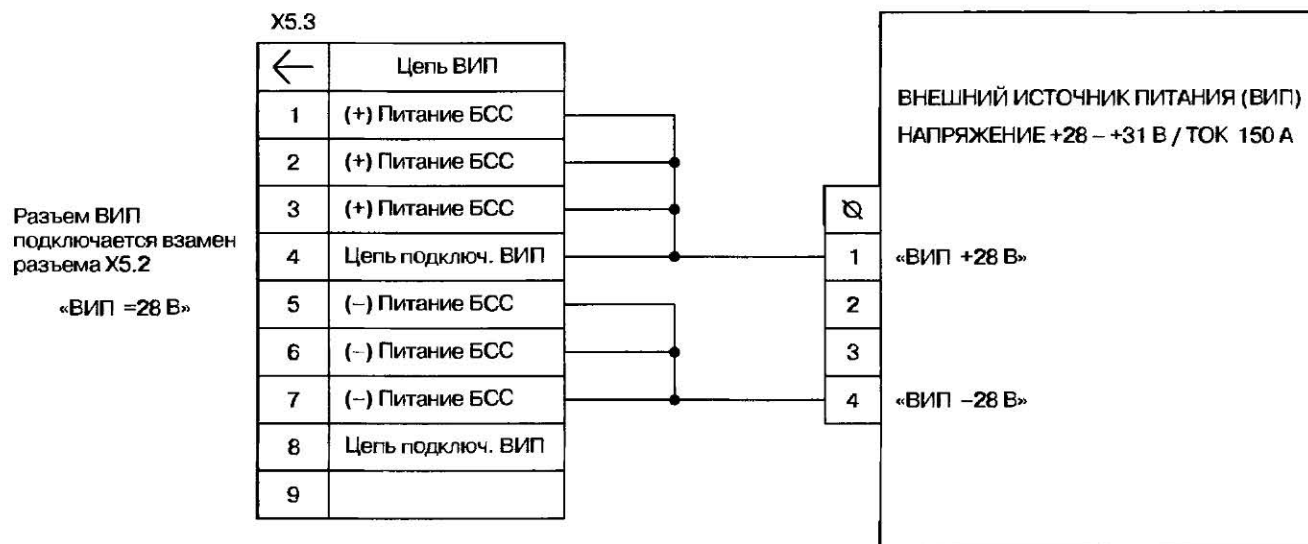 X5.3
Цепь ВИП
1 (+) Питание БСС
2 (+) Питание БСС
3 (+) Питание БСС
4 Цепь подключ. ВИП
5 (–) Питание БСС
6 (–) Питание БСС
7 (–) Питание БСС
8 Цепь подключ. ВИП
9
Разъем ВИП
подключается взамен
разъема X5.2
«ВИП =28 В»
ВНЕШНИЙ ИСТОЧНИК ПИТАНИЯ (ВИП)
НАПРЯЖЕНИЕ +28 – +31 В / ТОК 150 А
1 «ВИП +28 В»
2
3
4 «ВИП –28 В»